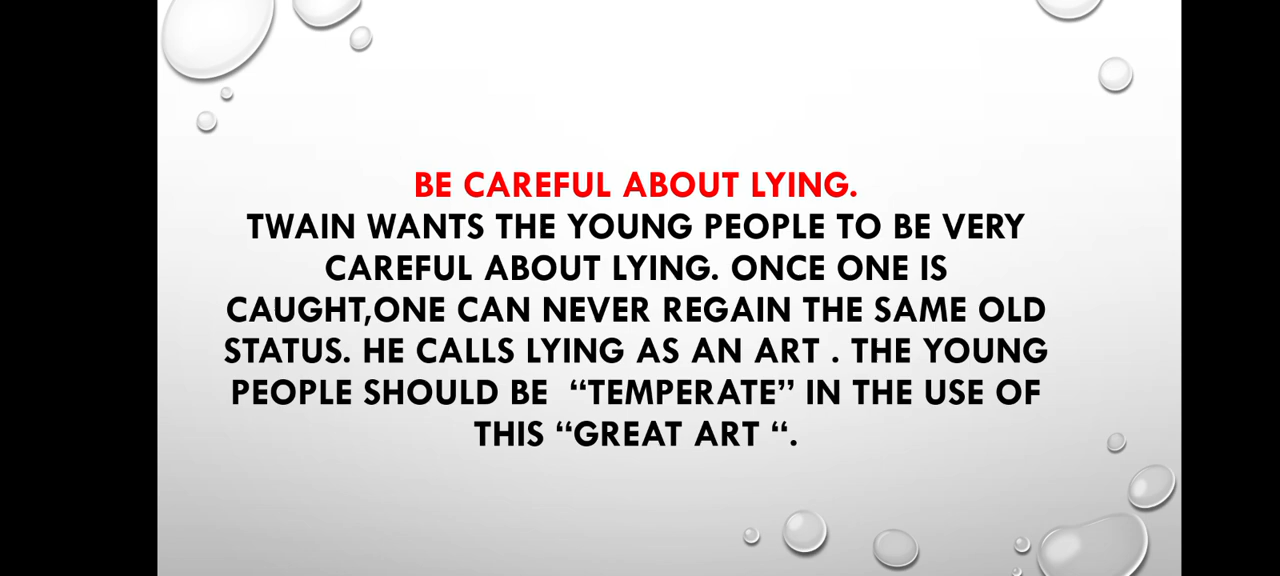 BE CAREFUL ABOUT LYING.
TWAIN WANTS THE YOUNG PEOPLE TO BE VERY
CAREFUL ABOUT LYING. ONCE ONE IS
CAUGHT,ONE CAN NEVER REGAIN THE SAME OLD
STATUS. HE CALLS LYING AS AN ART . THE YOUNG
PEOPLE SHOULD BE “TEMPERATE” IN THE USE OF
THIS “GREAT ART “.